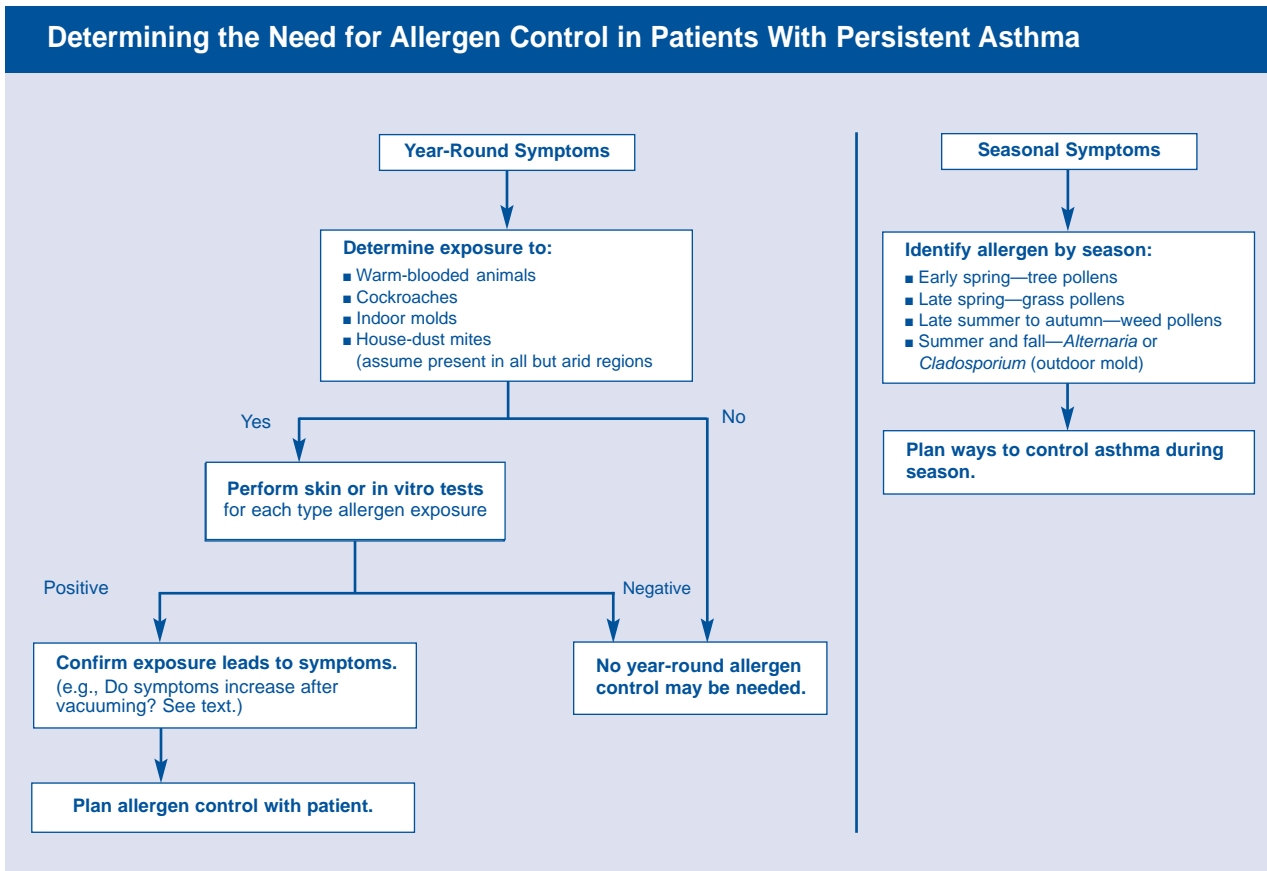 Determining the Need for Allergen Control in Patients With Persistent Asthma
Year-Round Symptoms
Determine exposure to:
■ Warm-blooded animals
■ Cockroaches
■ Indoor molds
■ House-dust mites
(assume present in all but arid regions
Yes
No
Perform skin or in vitro tests
for each type allergen exposure
Positive
Negative
Confirm exposure leads to symptoms.
(e.g., Do symptoms increase after
vacuuming? See text.)
No year-round allergen
control may be needed.
Plan allergen control with patient.
Seasonal Symptoms
Identify allergen by season:
■ Early spring—tree pollens
■ Late spring—grass pollens
■ Late summer to autumn—weed pollens
■ Summer and fall—Alternaria or
Cladosporium (outdoor mold)
Plan ways to control asthma during
season.